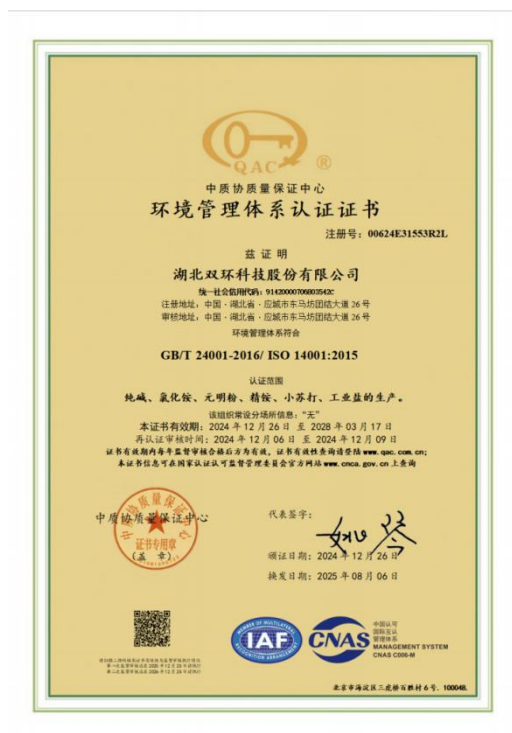 QAC
®
中质协质量保证中心
环境管理体系认证证书
注册号：00624E31553R2L
兹证明
湖北双环科技股份有限公司
统一社会信用代码：91420000706803542C
注册地址：中国·湖北省·应城市东马坊团结大道 26 号
审核地址：中国·湖北省·应城市东马坊团结大道 26 号
环境管理体系符合
GB/T 24001-2016/ ISO 14001:2015
认证范围
纯碱、氯化铵、元明粉、精铵、小苏打、工业盐的生产。
该组织常设分场所信息："无"
本证书有效期：2024 年 12 月 26 日 至 2028 年 03 月 17 日
再认证审核时间：2024 年 12 月 06 日 至 2024 年 12 月 09 日
证书有效期内每年监督审核合格后方为有效。证书有效性查询请登陆 www.qac.com.cn;
本证书信息可在国家认证认可监督管理委员会官方网站 www.cnca.gov.cn 上查询
中质协质量保证中心
证书专用章
（盖 章）
代表签字：
颁证日期：2024 年 12 月 26 日
换发日期：2025 年 08 月 06 日
MEMBER OF MULTILATERAL
IAF
RECOGNITION ARRANGEMENT
CNAS
中国认可
国际互认
管理体系
MANAGEMENT SYSTEM
CNAS C006-M
北京市海淀区三虎桥百胜村 6 号，100048.